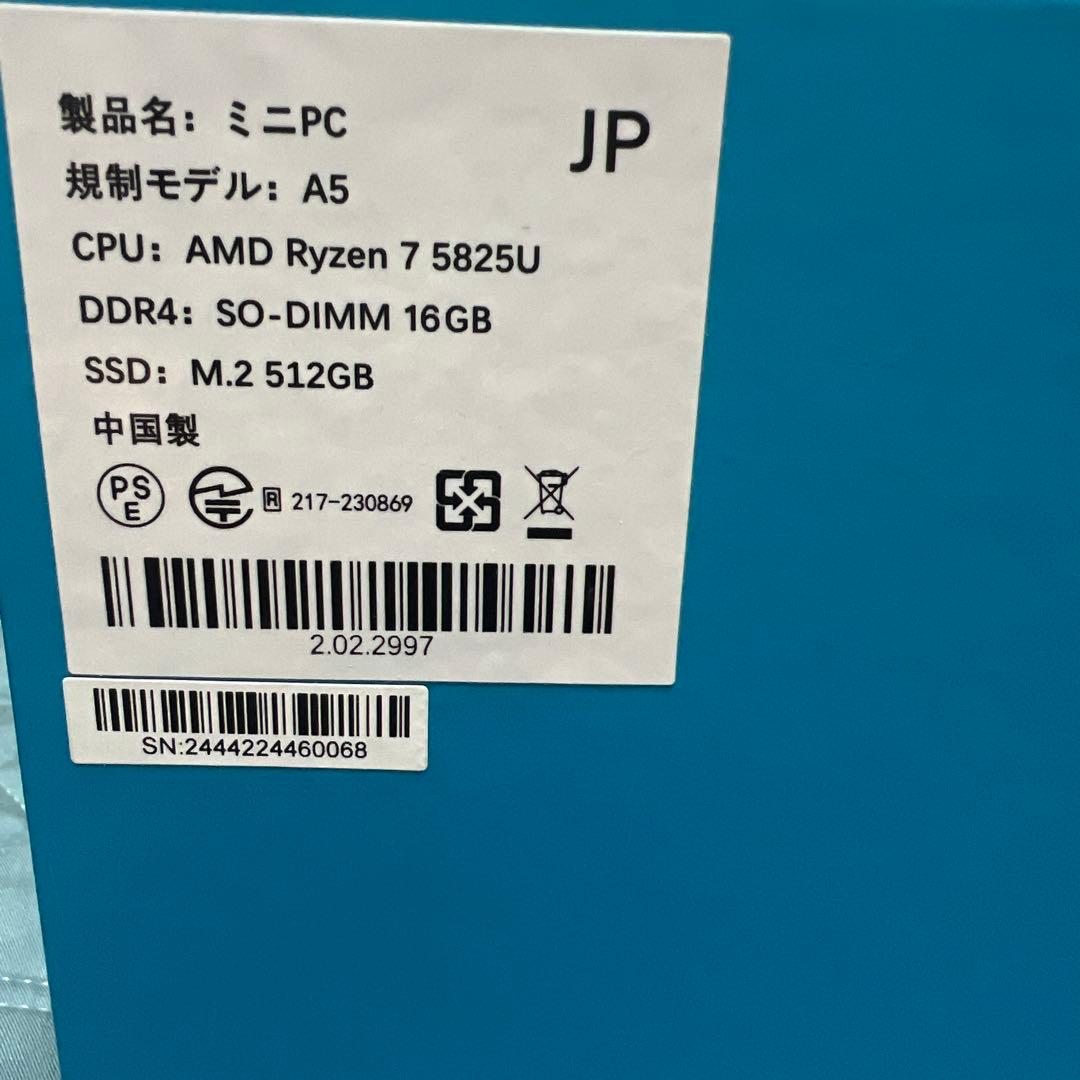 製品名: ミニPC
JP
規制モデル: A5
CPU: AMD Ryzen 7 5825U
DDR4: SO-DIMM 16GB
SSD: M.2 512GB
中国製
PS
E
R 217-230869
2.02.2997
SN:2444224460068